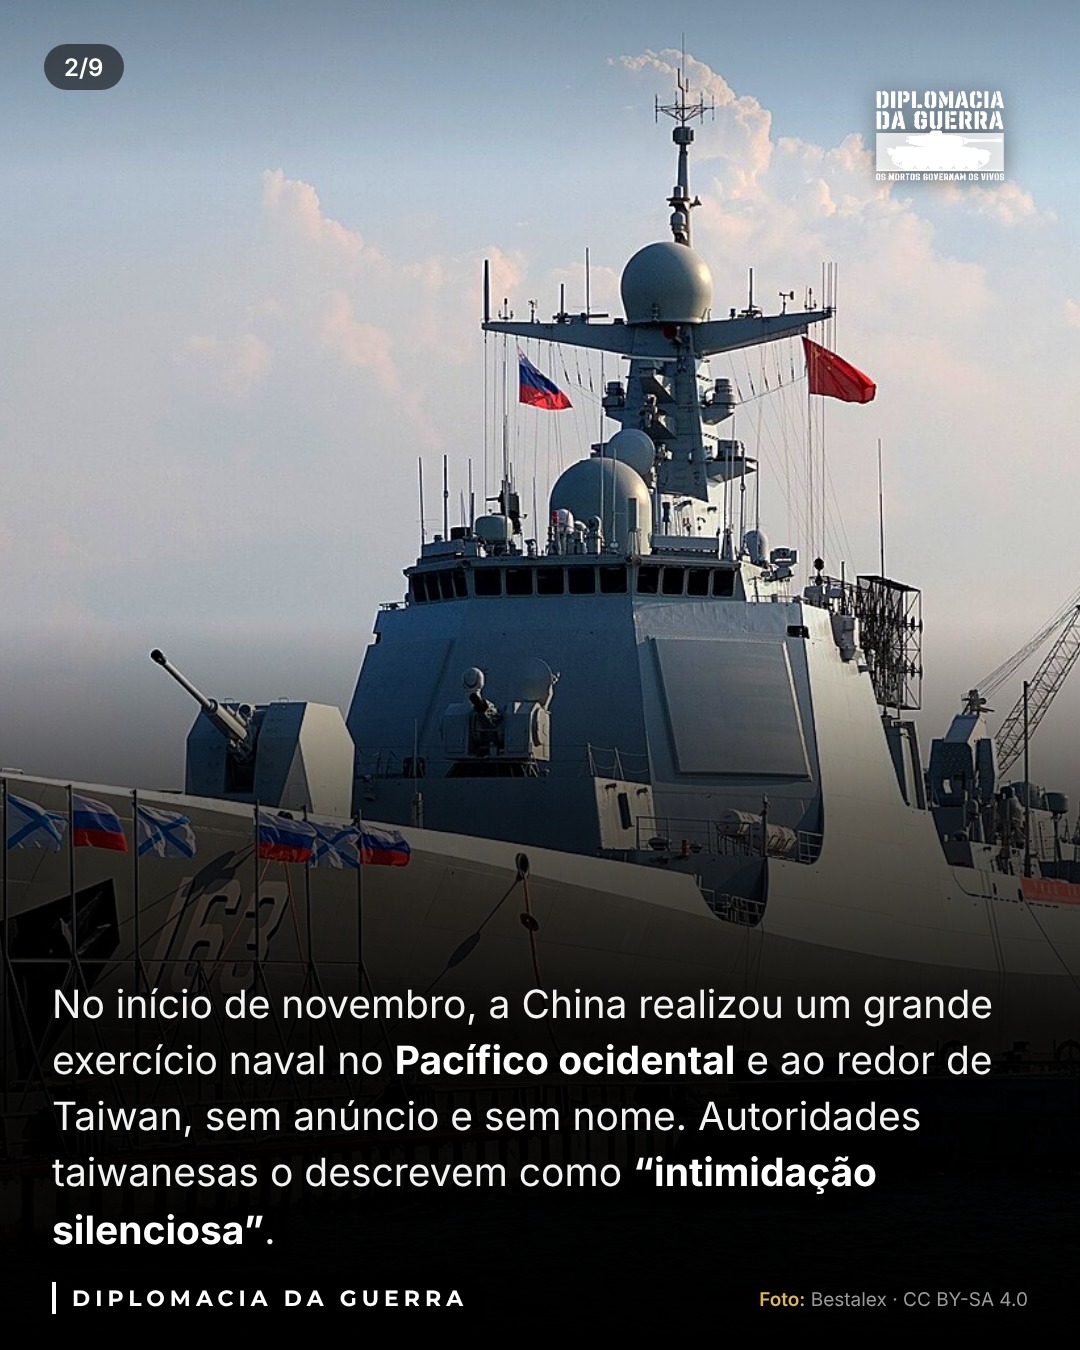 2/9
DIPLOMACIA
DA GUERRA
OS MORTOS GOVERNAM OS VIVOS
163
No início de novembro, a China realizou um grande
exercício naval no Pacífico ocidental e ao redor de
Taiwan, sem anúncio e sem nome. Autoridades
taiwanesas o descrevem como “intimidação
silenciosa”.
DIPLOMACIA DA GUERRA
Foto: Bestalex · CC BY-SA 4.0